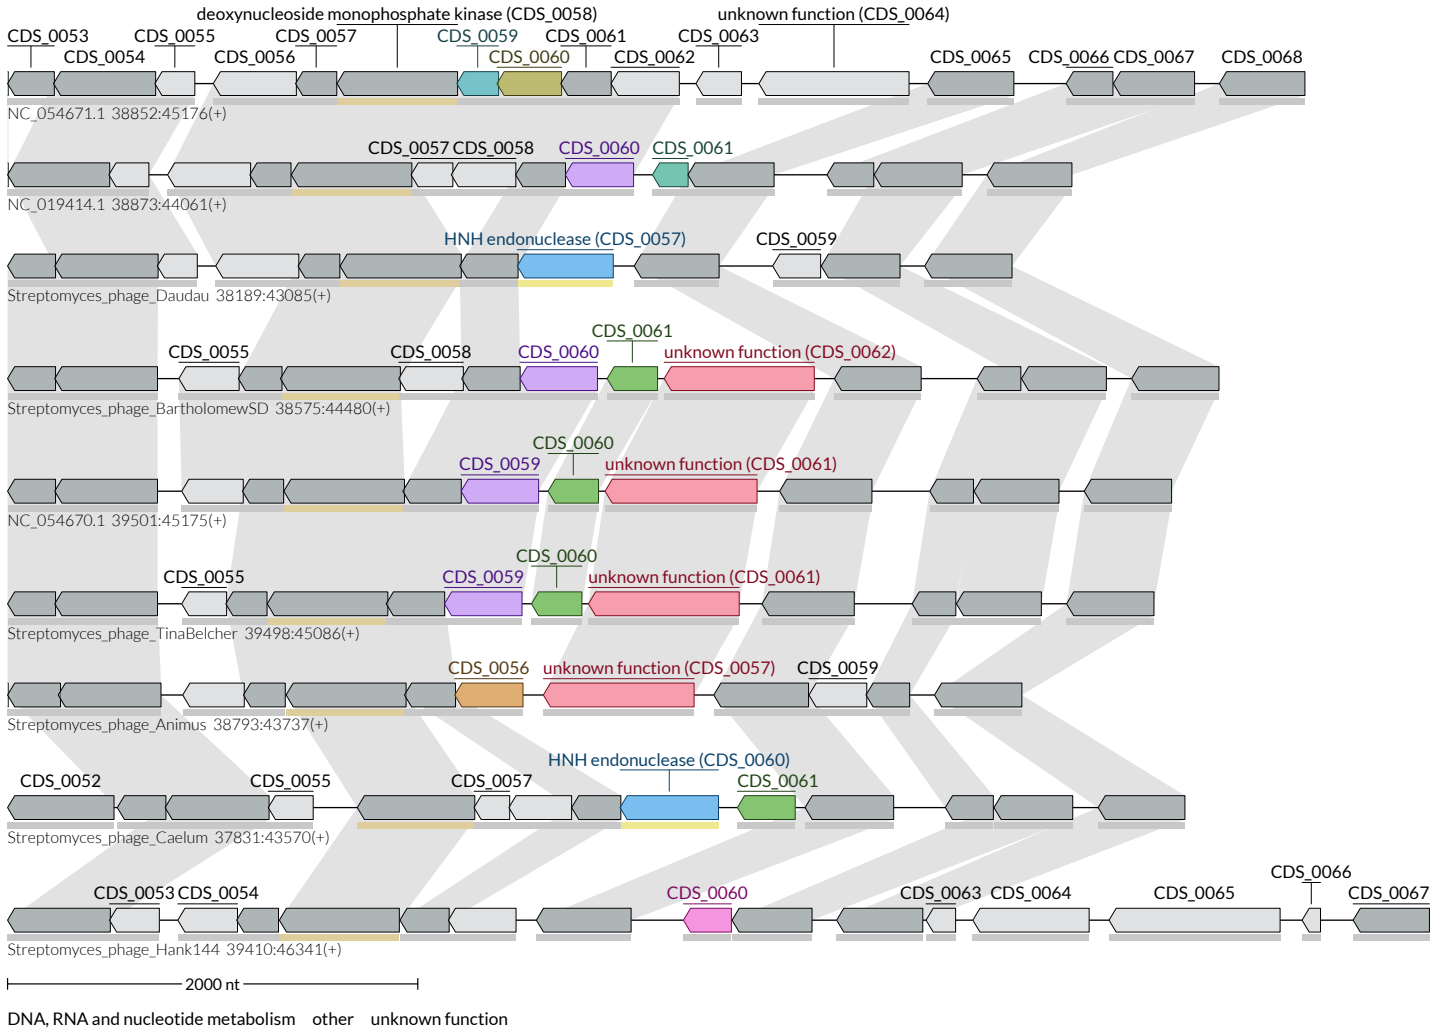 deoxynucleoside monophosphate kinase (CDS_0058) unknown function (CDS_0064)
CDS_0053 CDS_0055 CDS_0057 CDS_0059 CDS_0061 CDS_0063
CDS_0054 CDS_0056 CDS_0060 CDS_0062 CDS_0065 CDS_0066 CDS_0067 CDS_0068
NC_054671.1 38852:45176(+)
CDS_0057 CDS_0058 CDS_0060 CDS_0061
NC_019414.1 38873:44061(+)
HNH endonuclease (CDS_0057) CDS_0059
Streptomyces_phage_Daudau 38189:43085(+)
CDS_0061
CDS_0055 CDS_0058 CDS_0060 unknown function (CDS_0062)
Streptomyces_phage_BartholomewSD 38575:44480(+)
CDS_0060
CDS_0059 unknown function (CDS_0061)
NC_054670.1 39501:45175(+)
CDS_0060
CDS_0055 CDS_0059 unknown function (CDS_0061)
Streptomyces_phage_TinaBelcher 39498:45086(+)
CDS_0056 unknown function (CDS_0057) CDS_0059
Streptomyces_phage_Animus 38793:43737(+)
HNH endonuclease (CDS_0060)
CDS_0052 CDS_0055 CDS_0057 CDS_0061
Streptomyces_phage_Caelum 37831:43570(+)
CDS_0066
CDS_0053 CDS_0054 CDS_0060 CDS_0063 CDS_0064 CDS_0065 CDS_0067
Streptomyces_phage_Hank144 39410:46341(+)
2000 nt
DNA, RNA and nucleotide metabolism other unknown function